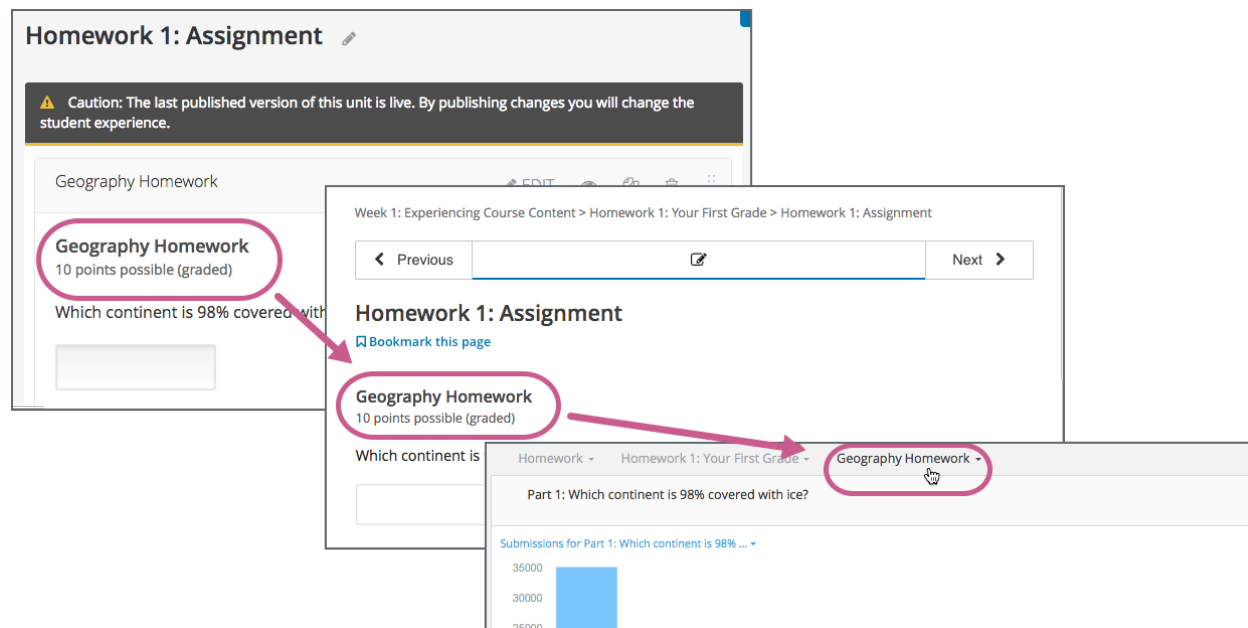 Homework 1: Assignment
Caution: The last published version of this unit is live. By publishing changes you will change the
student experience.
Geography Homework
EDIT
Geography Homework
10 points possible (graded)
Which continent is 98% covered with
Week 1: Experiencing Course Content > Homework 1: Your First Grade > Homework 1: Assignment
Previous
Next
Homework 1: Assignment
Bookmark this page
Geography Homework
10 points possible (graded)
Which continent is
Homework Homework 1: Your First Grade Geography Homework
Part 1: Which continent is 98% covered with ice?
Submissions for Part 1: Which continent is 98% ...
35000
30000
25000